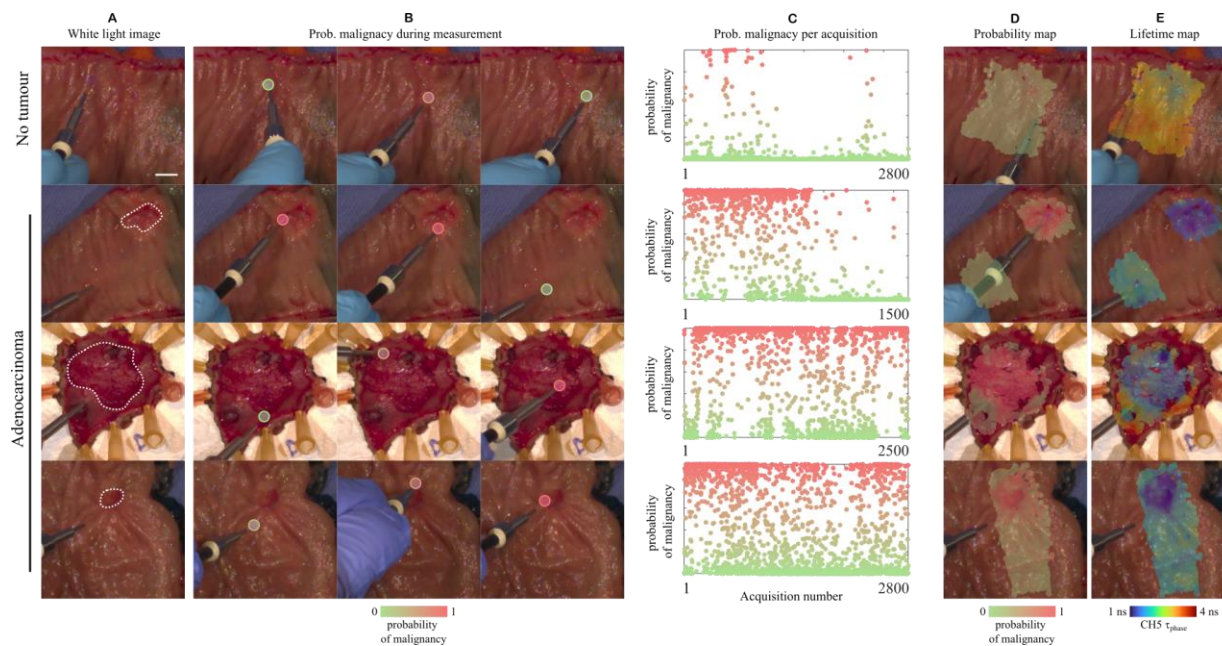 A
B
C
D
E
White light image
Prob. malignacy during measurement
Prob. malignacy per acquisition
Probability map
Lifetime map
No tumour
Adenocarcinoma
probability
of malignancy
1
2800
probability
of malignancy
1
1500
probability
of malignancy
1
2500
probability
of malignancy
1
2800
Acquisition number
0
1
probability
of malignancy
0
1
probability
of malignancy
1 ns
4 ns
CH5 τphase